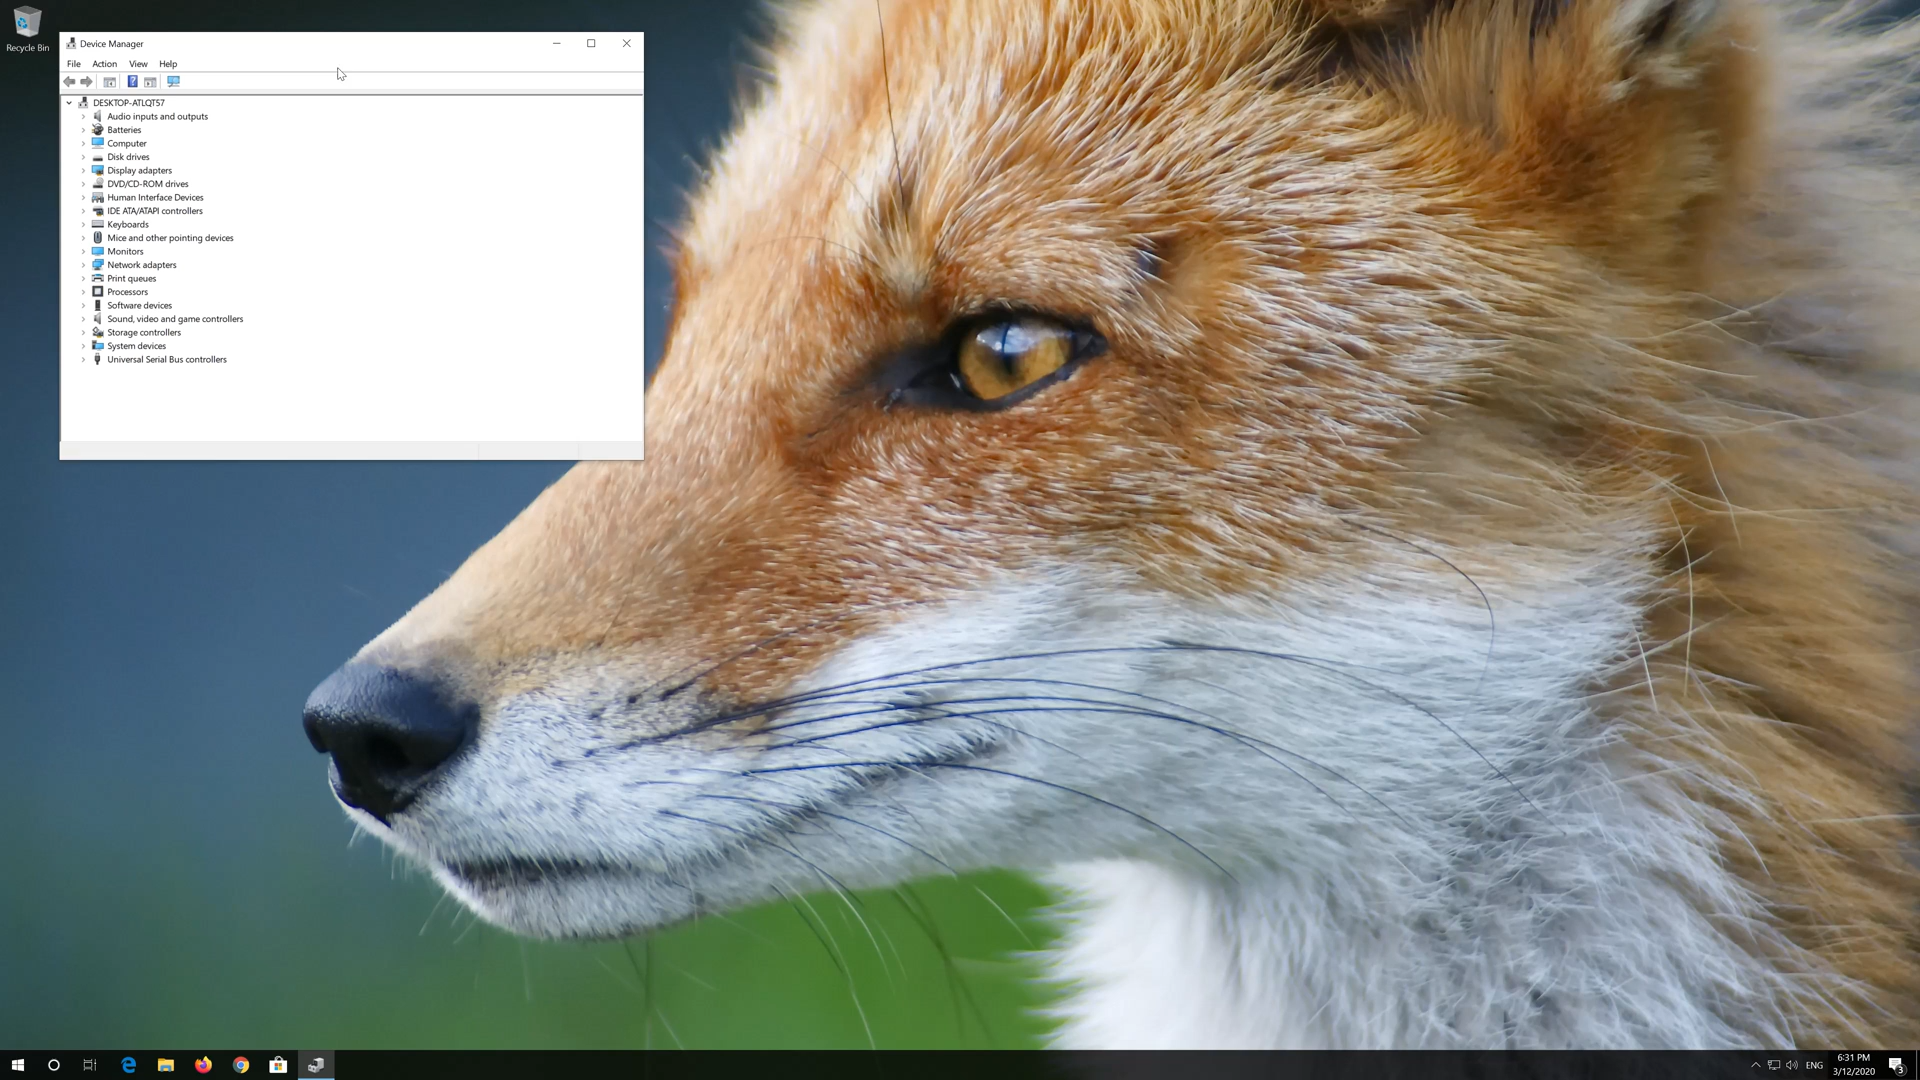 Recycle Bin
Device Manager
File Action View Help
DESKTOP-ATLQT57
Audio inputs and outputs
Batteries
Computer
Disk drives
Display adapters
DVD/CD-ROM drives
Human Interface Devices
IDE ATA/ATAPI controllers
Keyboards
Mice and other pointing devices
Monitors
Network adapters
Print queues
Processors
Software devices
Sound, video and game controllers
Storage controllers
System devices
Universal Serial Bus controllers
ENG
6:31 PM
3/12/2020
3